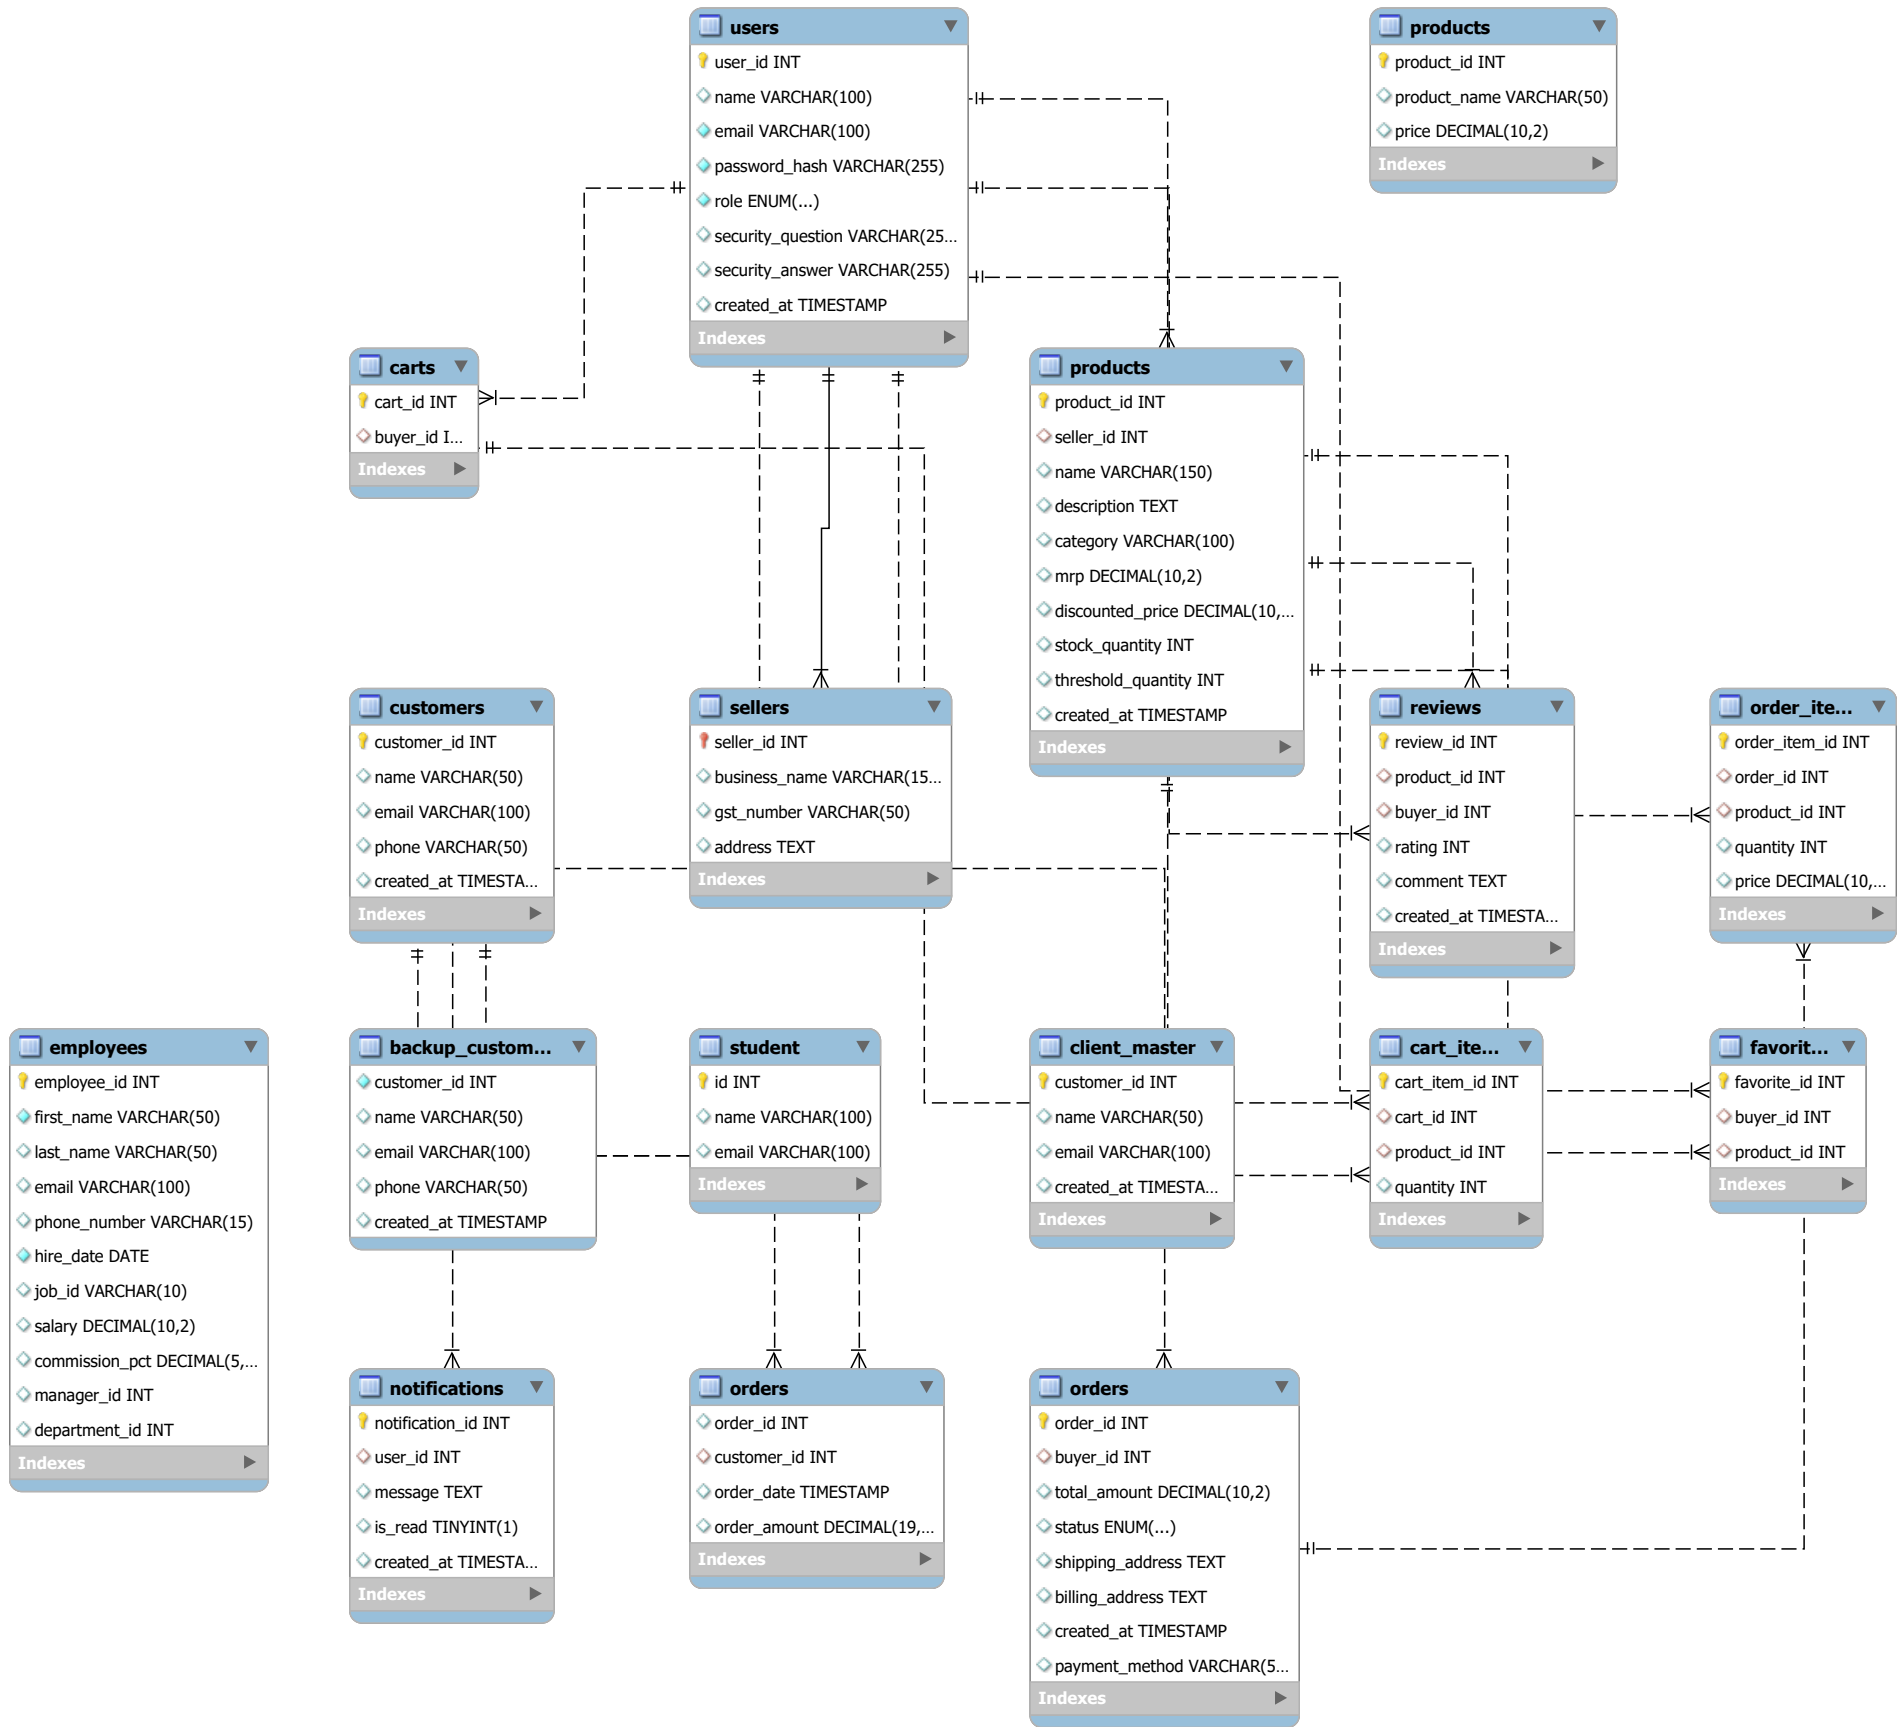 users
user_id INT
name VARCHAR(100)
email VARCHAR(100)
password_hash VARCHAR(255)
role ENUM(...)
security_question VARCHAR(25...
security_answer VARCHAR(255)
created_at TIMESTAMP
Indexes
products
product_id INT
product_name VARCHAR(50)
price DECIMAL(10,2)
Indexes
carts
cart_id INT
buyer_id I...
Indexes
products
product_id INT
seller_id INT
name VARCHAR(150)
description TEXT
category VARCHAR(100)
mrp DECIMAL(10,2)
discounted_price DECIMAL(10,...
stock_quantity INT
threshold_quantity INT
created_at TIMESTAMP
Indexes
customers
customer_id INT
name VARCHAR(50)
email VARCHAR(100)
phone VARCHAR(50)
created_at TIMESTA...
Indexes
sellers
seller_id INT
business_name VARCHAR(15...
gst_number VARCHAR(50)
address TEXT
Indexes
reviews
review_id INT
product_id INT
buyer_id INT
rating INT
comment TEXT
created_at TIMESTA...
Indexes
order_ite...
order_item_id INT
order_id INT
product_id INT
quantity INT
price DECIMAL(10,...
Indexes
employees
employee_id INT
first_name VARCHAR(50)
last_name VARCHAR(50)
email VARCHAR(100)
phone_number VARCHAR(15)
hire_date DATE
job_id VARCHAR(10)
salary DECIMAL(10,2)
commission_pct DECIMAL(5,...
manager_id INT
department_id INT
Indexes
backup_custom...
customer_id INT
name VARCHAR(50)
email VARCHAR(100)
phone VARCHAR(50)
created_at TIMESTAMP
student
id INT
name VARCHAR(100)
email VARCHAR(100)
Indexes
client_master
customer_id INT
name VARCHAR(50)
email VARCHAR(100)
created_at TIMESTA...
Indexes
cart_ite...
cart_item_id INT
cart_id INT
product_id INT
quantity INT
Indexes
favorit...
favorite_id INT
buyer_id INT
product_id INT
Indexes
notifications
notification_id INT
user_id INT
message TEXT
is_read TINYINT(1)
created_at TIMESTA...
Indexes
orders
order_id INT
customer_id INT
order_date TIMESTAMP
order_amount DECIMAL(19,...
Indexes
orders
order_id INT
buyer_id INT
total_amount DECIMAL(10,2)
status ENUM(...)
shipping_address TEXT
billing_address TEXT
created_at TIMESTAMP
payment_method VARCHAR(5...
Indexes